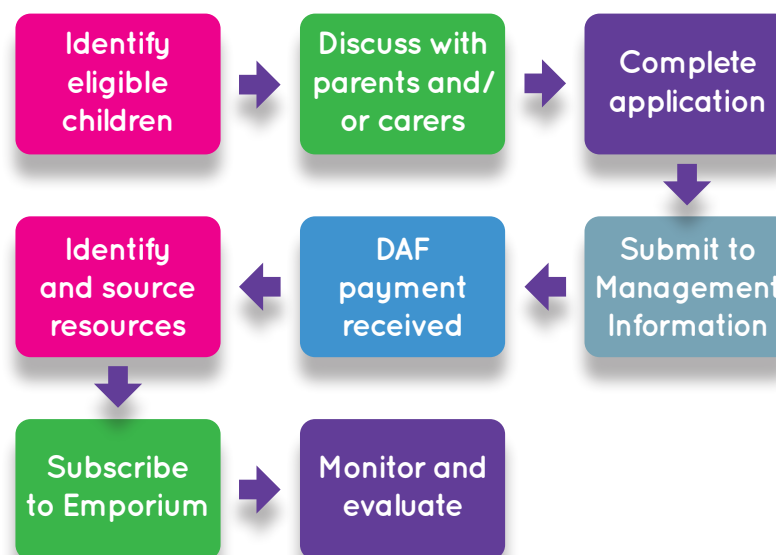 Identify
eligible
children
Discuss with
parents and/
or carers
Complete
application
Submit to
Management
Information
DAF
payment
received
Identify
and source
resources
Subscribe
to Emporium
Monitor and
evaluate